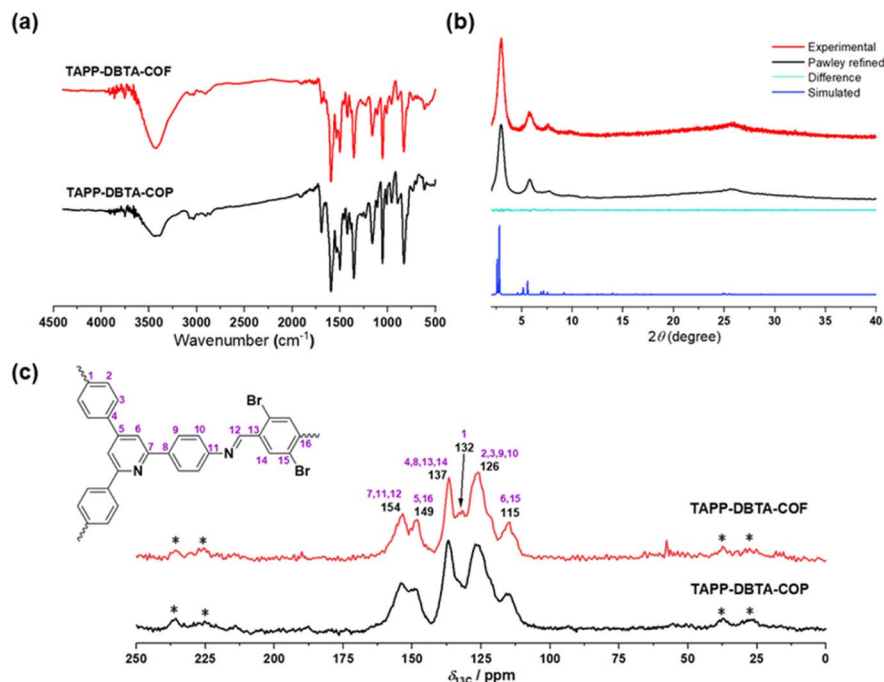 (a)
TAPP-DBTA-COF
TAPP-DBTA-COP
4500 4000 3500 3000 2500 2000 1500 1000 500
Wavenumber (cm⁻¹)
(b)
Experimental
Pawley refined
Difference
Simulated
5 10 15 20 25 30 35 40
2θ (degree)
(c)
1 2
3
4
5 6
7
8
9 10
11
N
12
13
14
15
16
Br
Br
N
1
4,8,13,14 132 2,3,9,10
137 126
7,11,12 5,16 6,15
154 149 115
TAPP-DBTA-COF
* * * *
TAPP-DBTA-COP
* * * *
250 225 200 175 150 125 100 75 50 25 0
δ13C / ppm